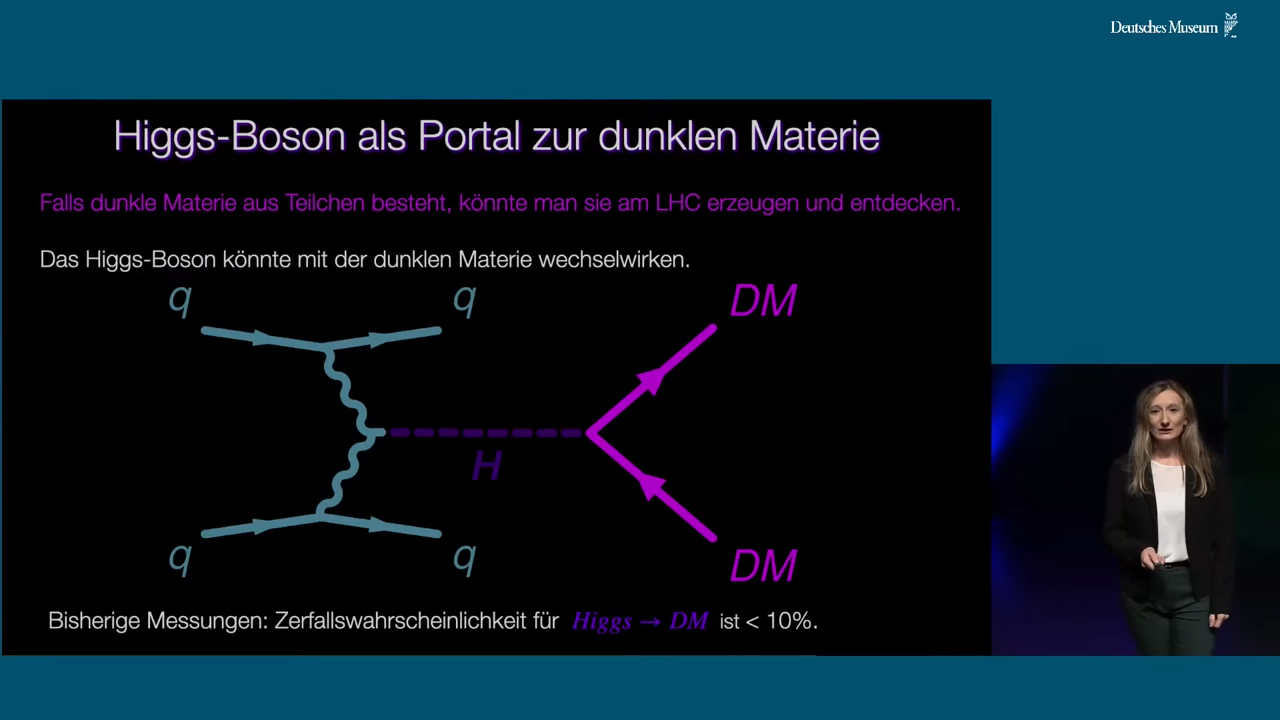 Deutsches Museum
Higgs-Boson als Portal zur dunklen Materie
Falls dunkle Materie aus Teilchen besteht, könnte man sie am LHC erzeugen und entdecken.
Das Higgs-Boson könnte mit der dunklen Materie wechselwirken.
q q DM
H
q q DM
Bisherige Messungen: Zerfallswahrscheinlichkeit für Higgs → DM ist < 10%.